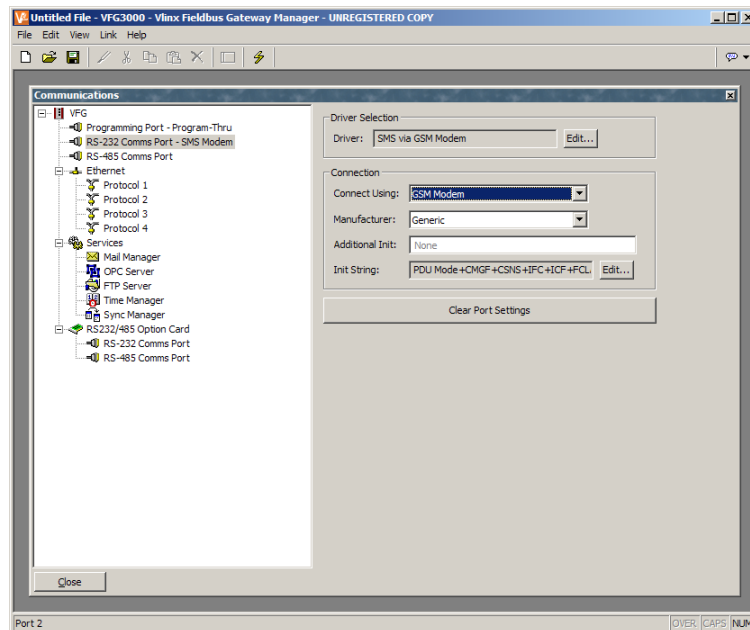 Untitled File - VFG3000 - Vlinx Fieldbus Gateway Manager - UNREGISTERED COPY
File Edit View Link Help
Communications
VFG
Programming Port - Program-Thru
RS-232 Comms Port - SMS Modem
RS-485 Comms Port
Ethernet
Protocol 1
Protocol 2
Protocol 3
Protocol 4
Services
Mail Manager
OPC Server
FTP Server
Time Manager
Sync Manager
RS232/485 Option Card
RS-232 Comms Port
RS-485 Comms Port
Driver Selection
Driver: SMS via GSM Modem Edit...
Connection
Connect Using: GSM Modem
Manufacturer: Generic
Additional Init: None
Init String: PDU Mode+CMGF+CSNS+IFC+ICF+FCL Edit...
Clear Port Settings
Close
Port 2 OVER CAPS NUM